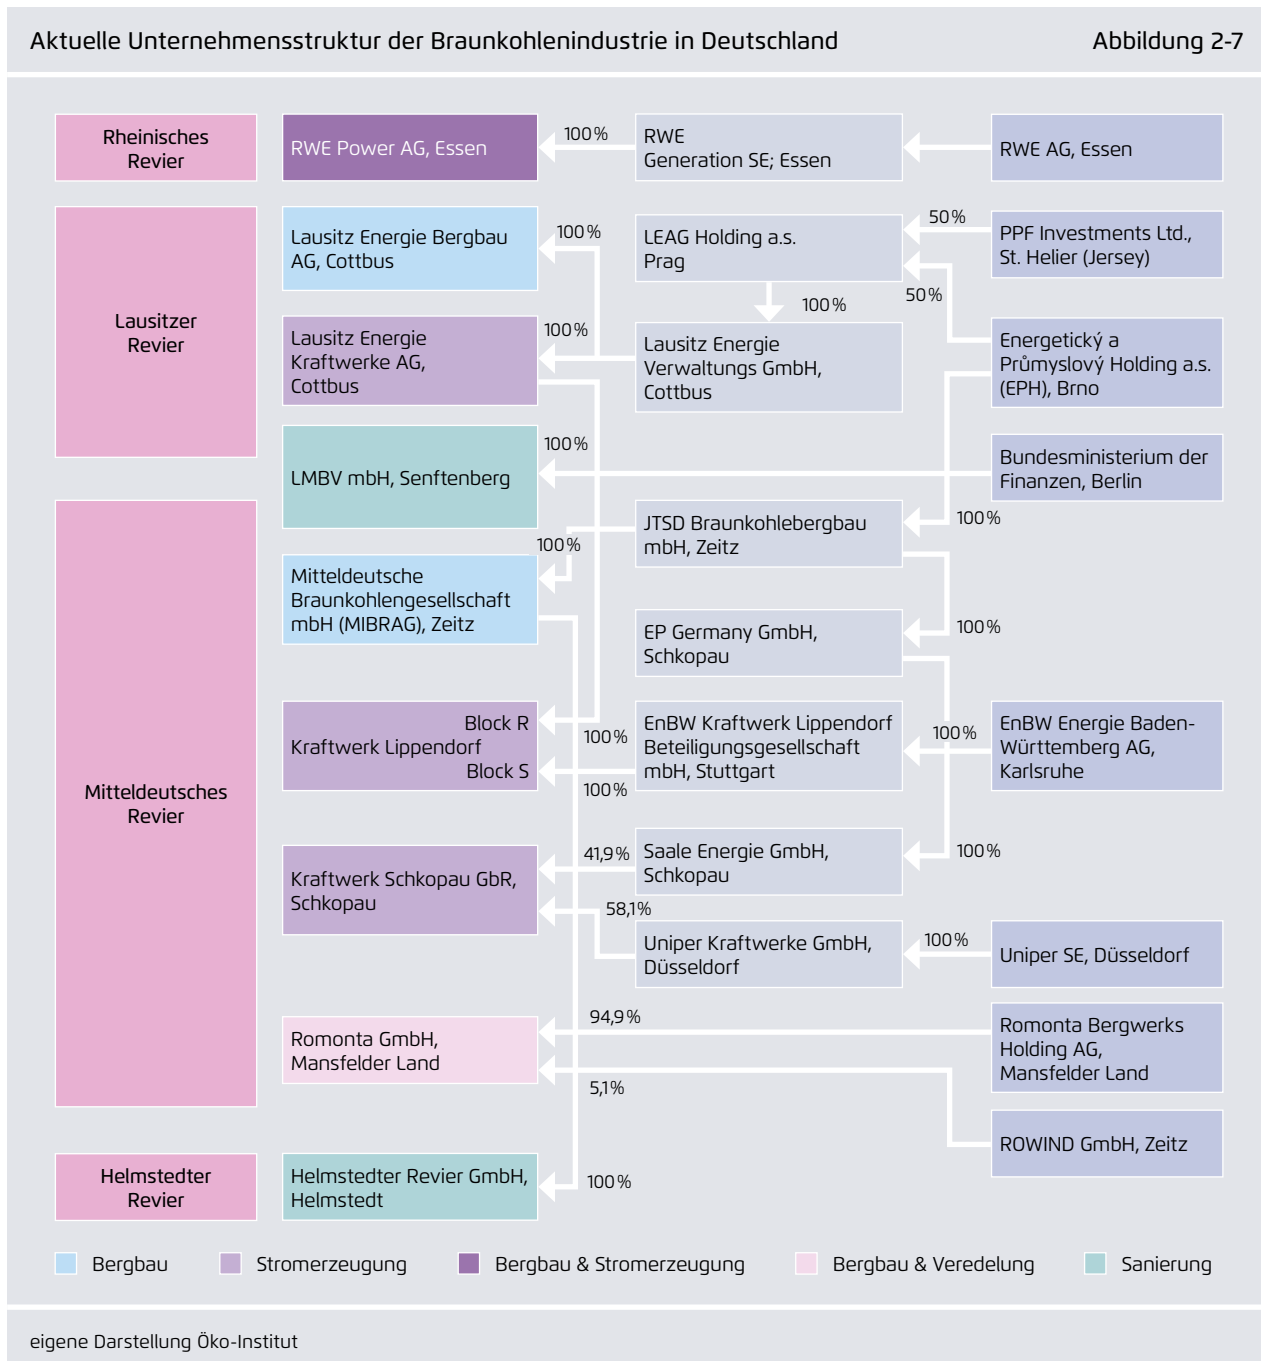 Aktuelle Unternehmensstruktur der Braunkohlenindustrie in Deutschland
Abbildung 2-7
Rheinisches
Revier
RWE Power AG, Essen
100 %
RWE
Generation SE; Essen
RWE AG, Essen
Lausitzer
Revier
Lausitz Energie Bergbau
AG, Cottbus
100 %
LEAG Holding a.s.
Prag
50 %
PPF Investments Ltd.,
St. Helier (Jersey)
50 %
100 %
Lausitz Energie
Kraftwerke AG,
Cottbus
100 %
Lausitz Energie
Verwaltungs GmbH,
Cottbus
Energetický a
Průmyslový Holding a.s.
(EPH), Brno
LMBV mbH, Senftenberg
100 %
Bundesministerium der
Finanzen, Berlin
Mitteldeutsches
Revier
100 %
JTSD Braunkohlebergbau
mbH, Zeitz
100 %
Mitteldeutsche
Braunkohlengesellschaft
mbH (MIBRAG), Zeitz
EP Germany GmbH,
Schkopau
100 %
Block R
Kraftwerk Lippendorf
Block S
100 %
100 %
EnBW Kraftwerk Lippendorf
Beteiligungsgesellschaft
mbH, Stuttgart
100 %
EnBW Energie Baden-
Württemberg AG,
Karlsruhe
Kraftwerk Schkopau GbR,
Schkopau
41,9 %
58,1%
Saale Energie GmbH,
Schkopau
100 %
Uniper Kraftwerke GmbH,
Düsseldorf
100 %
Uniper SE, Düsseldorf
Romonta GmbH,
Mansfelder Land
94,9 %
5,1 %
Romonta Bergwerks
Holding AG,
Mansfelder Land
ROWIND GmbH, Zeitz
Helmstedter
Revier
Helmstedter Revier GmbH,
Helmstedt
100 %
Bergbau
Stromerzeugung
Bergbau & Stromerzeugung
Bergbau & Veredelung
Sanierung
eigene Darstellung Öko-Institut